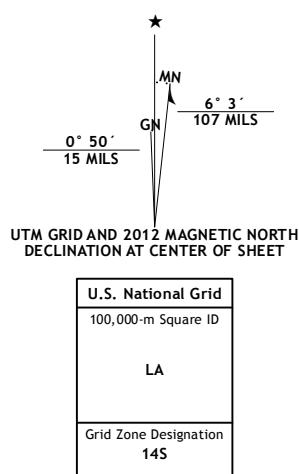 MN
GN
6° 3´
107 MILS
0° 50´
15 MILS
UTM GRID AND 2012 MAGNETIC NORTH
DECLINATION AT CENTER OF SHEET
U.S. National Grid
100,000-m Square ID
LA
Grid Zone Designation
14S